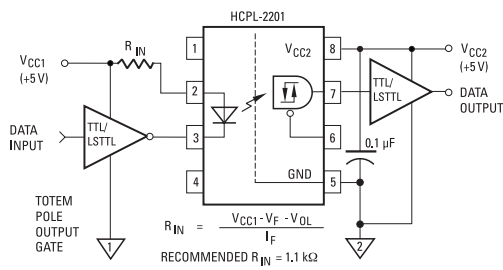 HCPL-2201
VCC1
(+5 V)
RIN
1
2
3
4
VCC2
8
7
6
GND
5
VCC2
(+5 V)
TTL/
LSTTL
DATA
OUTPUT
DATA
INPUT
TTL/
LSTTL
0.1 µF
TOTEM
POLE
OUTPUT
GATE
1
2
RIN = VCC1 - VF - VOL
IF
RECOMMENDED RIN = 1.1 kΩ